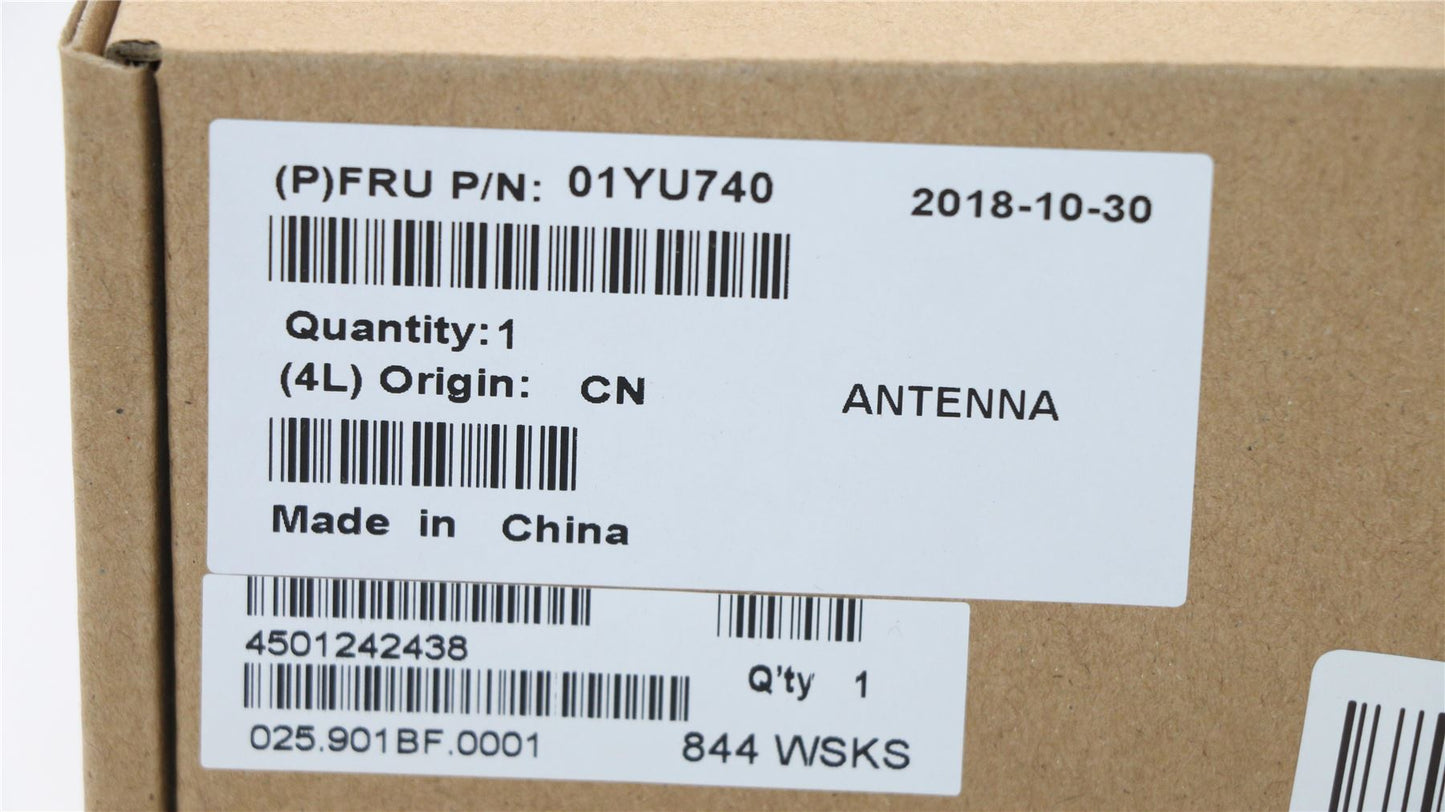 (P)FRU P/N: 01YU740
2018-10-30
Quantity:1
(4L) Origin: CN
ANTENNA
Made in China
4501242438
Q'ty 1
025.901BF.0001
844 WSKS